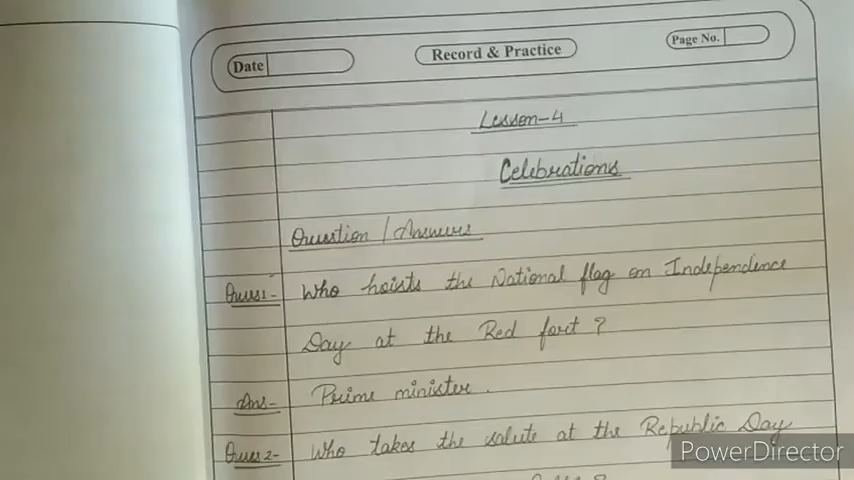 Date
Record & Practice
Page No.
Lesson-4
Celebrations
Question / Answers
Ques1- Who hoists the National flag on Independence
Day at the Red fort ?
Ans- Prime minister.
Ques2- Who takes the salute at the Republic Day
PowerDirector